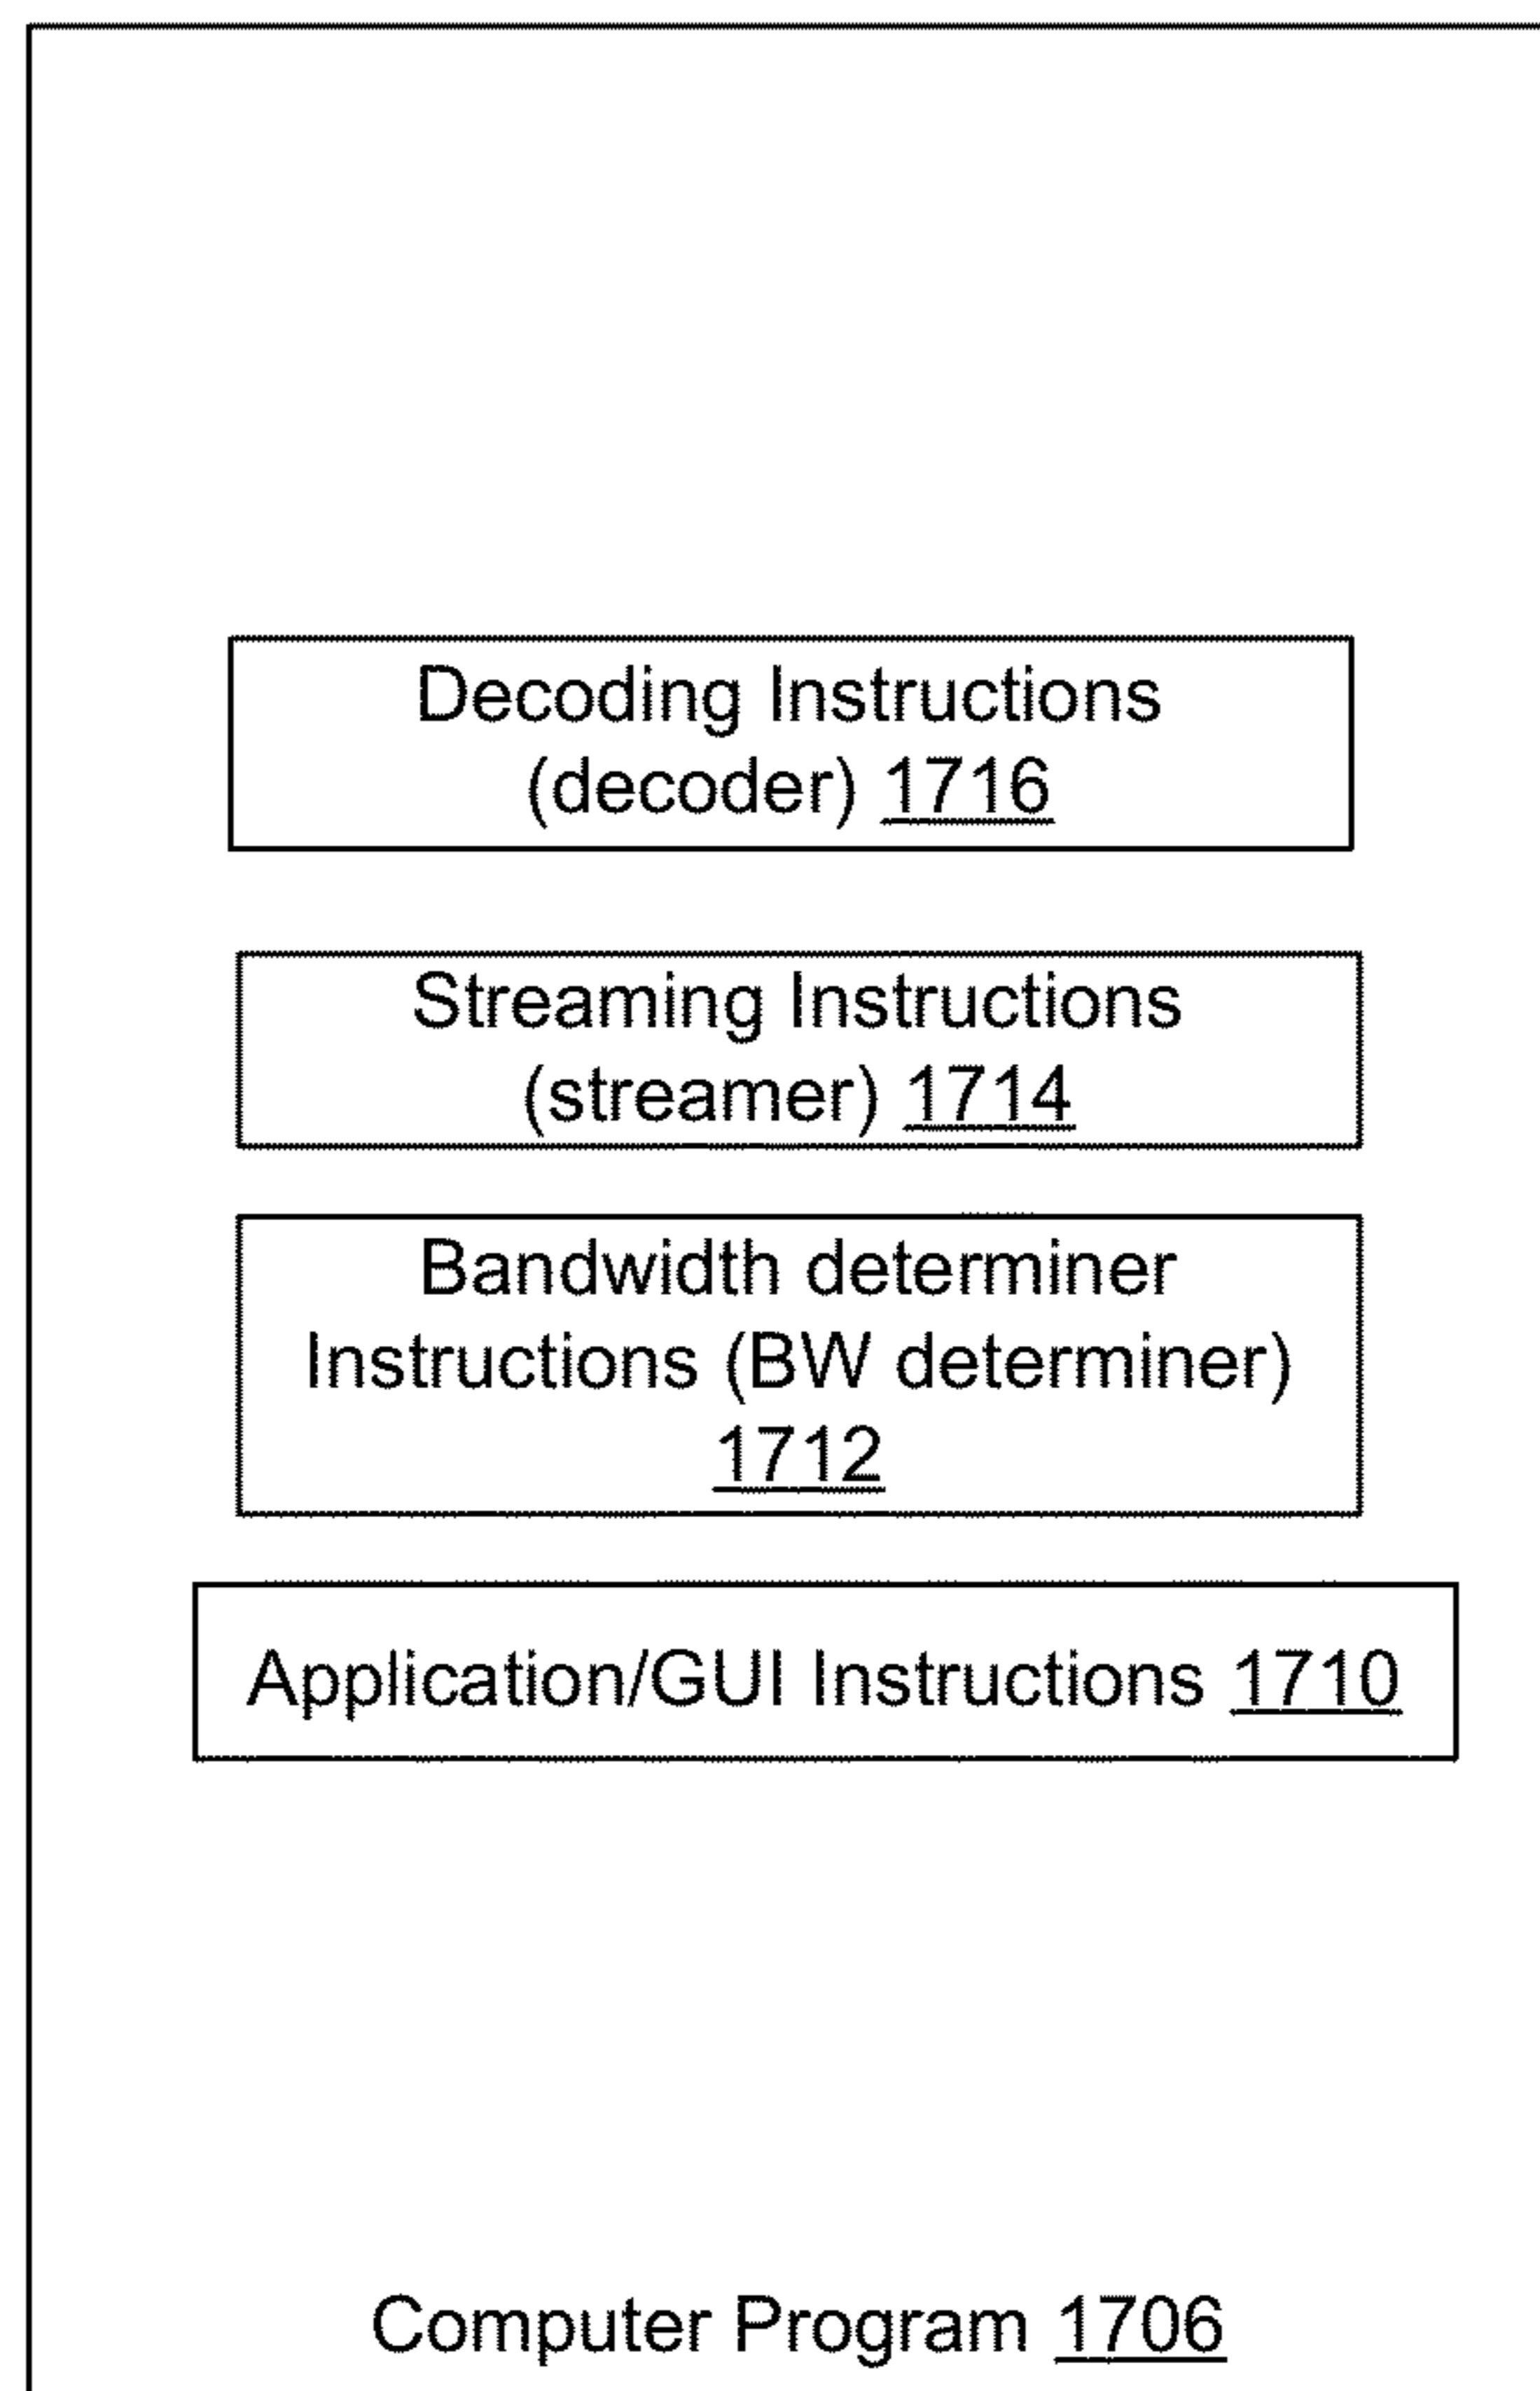 Decoding Instructions
(decoder) 1716
Streaming Instructions
(streamer) 1714
Bandwidth determiner
Instructions (BW determiner)
1712
Application/GUI Instructions 1710
Computer Program 1706